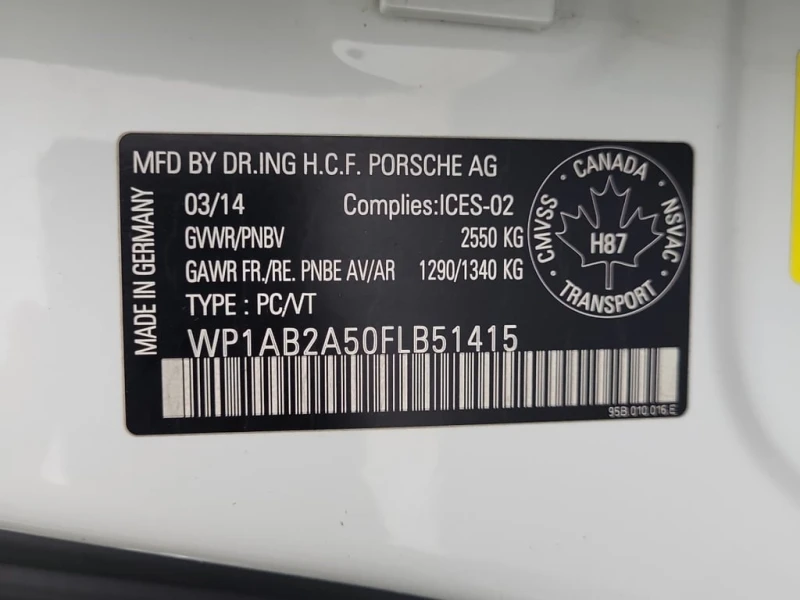 MFD BY DR.ING H.C.F. PORSCHE AG
MADE IN GERMANY
03/14 Complies:ICES-02
GVWR/PNBV 2550 KG
GAWR FR./RE. PNBE AV/AR 1290/1340 KG
TYPE : PC/VT
WP1AB2A50FLB51415
CANADA · NSVAC · TRANSPORT · CMVSS ·
H87
95B.010.016.E